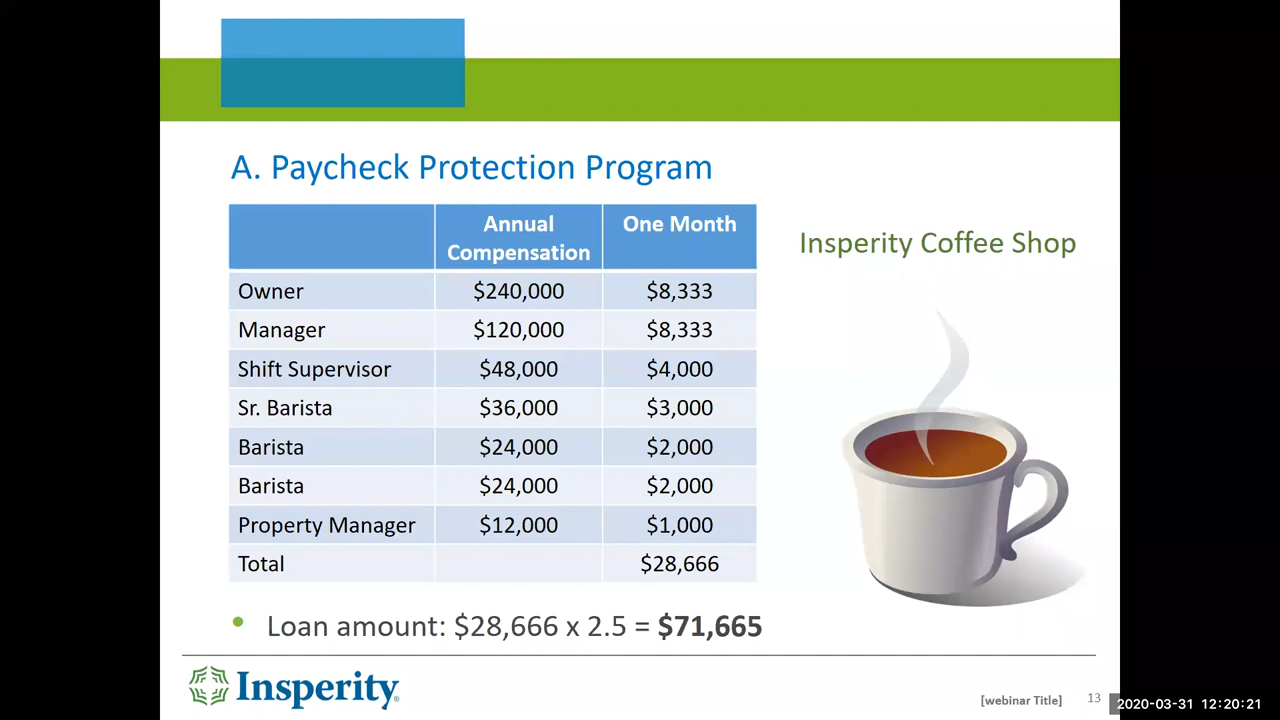 A. Paycheck Protection Program
Annual Compensation One Month
Owner $240,000 $8,333
Manager $120,000 $8,333
Shift Supervisor $48,000 $4,000
Sr. Barista $36,000 $3,000
Barista $24,000 $2,000
Barista $24,000 $2,000
Property Manager $12,000 $1,000
Total $28,666
Insperity Coffee Shop
• Loan amount: $28,666 x 2.5 = $71,665
Insperity
[webinar Title] 13
2020-03-31 12:20:21